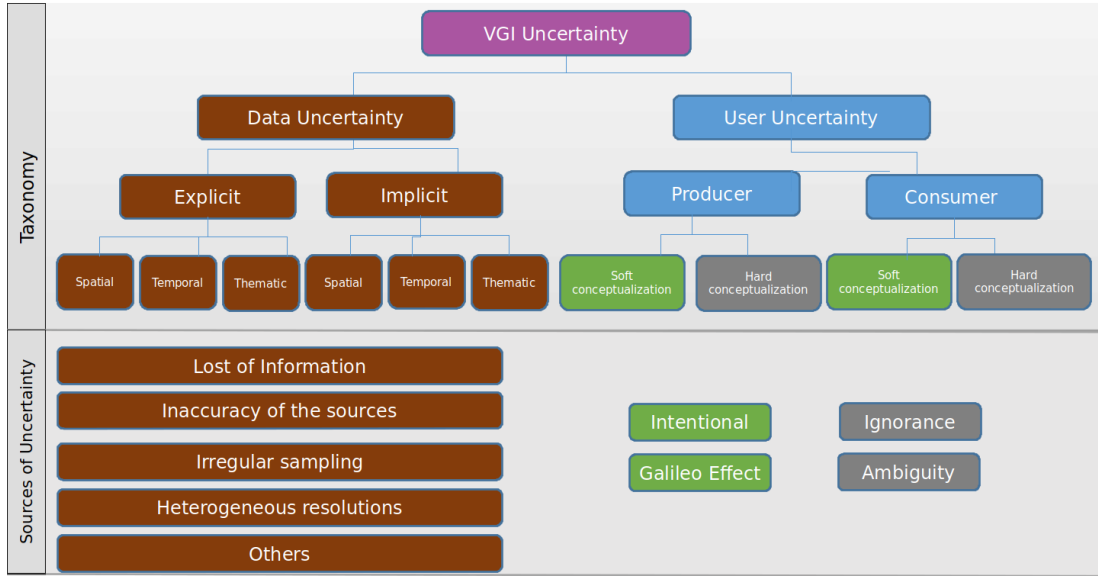 VGI Uncertainty
Data Uncertainty
User Uncertainty
Explicit
Implicit
Producer
Consumer
Spatial
Temporal
Thematic
Spatial
Temporal
Thematic
Soft
conceptualization
Hard
conceptualization
Soft
conceptualization
Hard
conceptualization
Taxonomy
Lost of Information
Inaccuracy of the sources
Irregular sampling
Heterogeneous resolutions
Others
Intentional
Ignorance
Galileo Effect
Ambiguity
Sources of Uncertainty